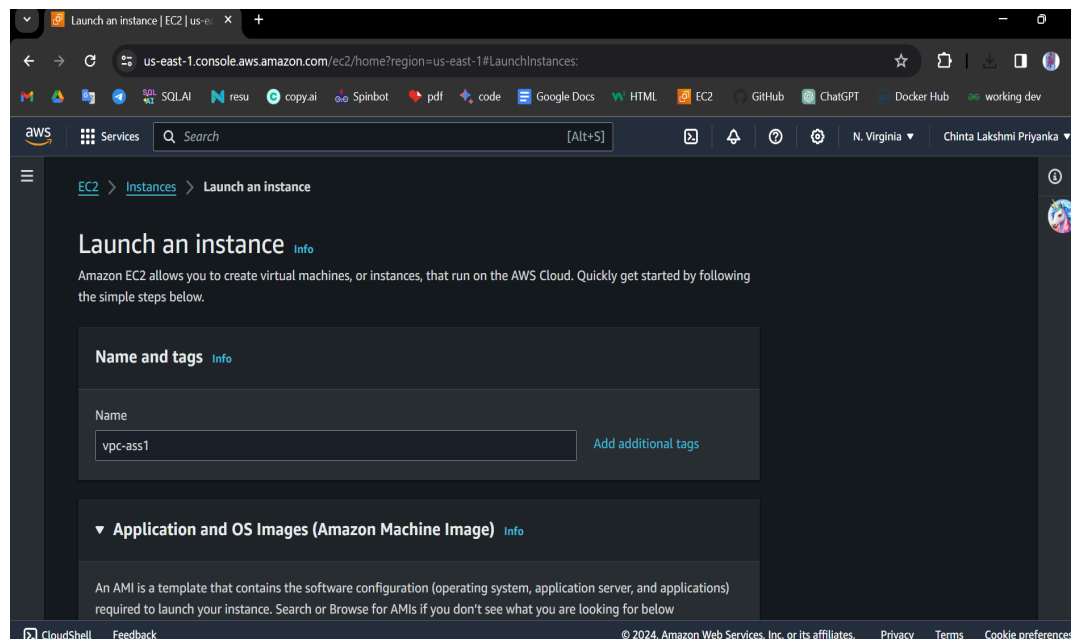 Launch an instance | EC2 | us-ea
us-east-1.console.aws.amazon.com/ec2/home?region=us-east-1#LaunchInstances:
SQL.AI resu copy.ai Spinbot pdf code Google Docs HTML EC2 GitHub ChatGPT Docker Hub working dev
aws Services Search [Alt+S] N. Virginia ▼ Chinta Lakshmi Priyanka ▼
EC2 > Instances > Launch an instance
Launch an instance Info
Amazon EC2 allows you to create virtual machines, or instances, that run on the AWS Cloud. Quickly get started by following
the simple steps below.
Name and tags Info
Name
vpc-ass1 Add additional tags
▼ Application and OS Images (Amazon Machine Image) Info
An AMI is a template that contains the software configuration (operating system, application server, and applications)
required to launch your instance. Search or Browse for AMIs if you don't see what you are looking for below
CloudShell Feedback © 2024, Amazon Web Services, Inc. or its affiliates. Privacy Terms Cookie preferences